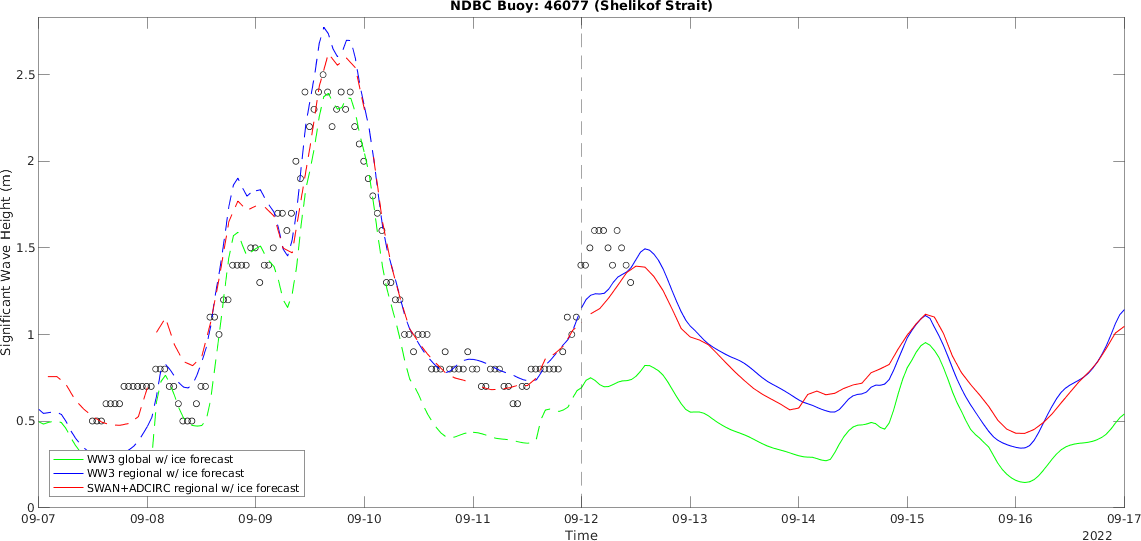 NDBC Buoy: 46077 (Shelikof Strait)
Significant Wave Height (m)
2.5
2
1.5
1
0.5
0
WW3 global w/ ice forecast
WW3 regional w/ ice forecast
SWAN+ADCIRC regional w/ ice forecast
09-07 09-08 09-09 09-10 09-11 09-12 09-13 09-14 09-15 09-16 09-17
Time
2022